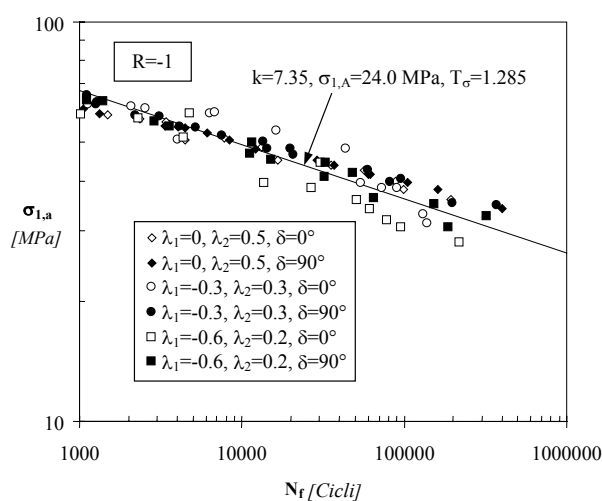 100
R=-1
k=7.35, σ1,A=24.0 MPa, Tσ=1.285
σ1,a
[MPa]
λ1=0, λ2=0.5, δ=0°
λ1=0, λ2=0.5, δ=90°
λ1=-0.3, λ2=0.3, δ=0°
λ1=-0.3, λ2=0.3, δ=90°
λ1=-0.6, λ2=0.2, δ=0°
λ1=-0.6, λ2=0.2, δ=90°
10
1000 10000 100000 1000000
Nf [Cicli]